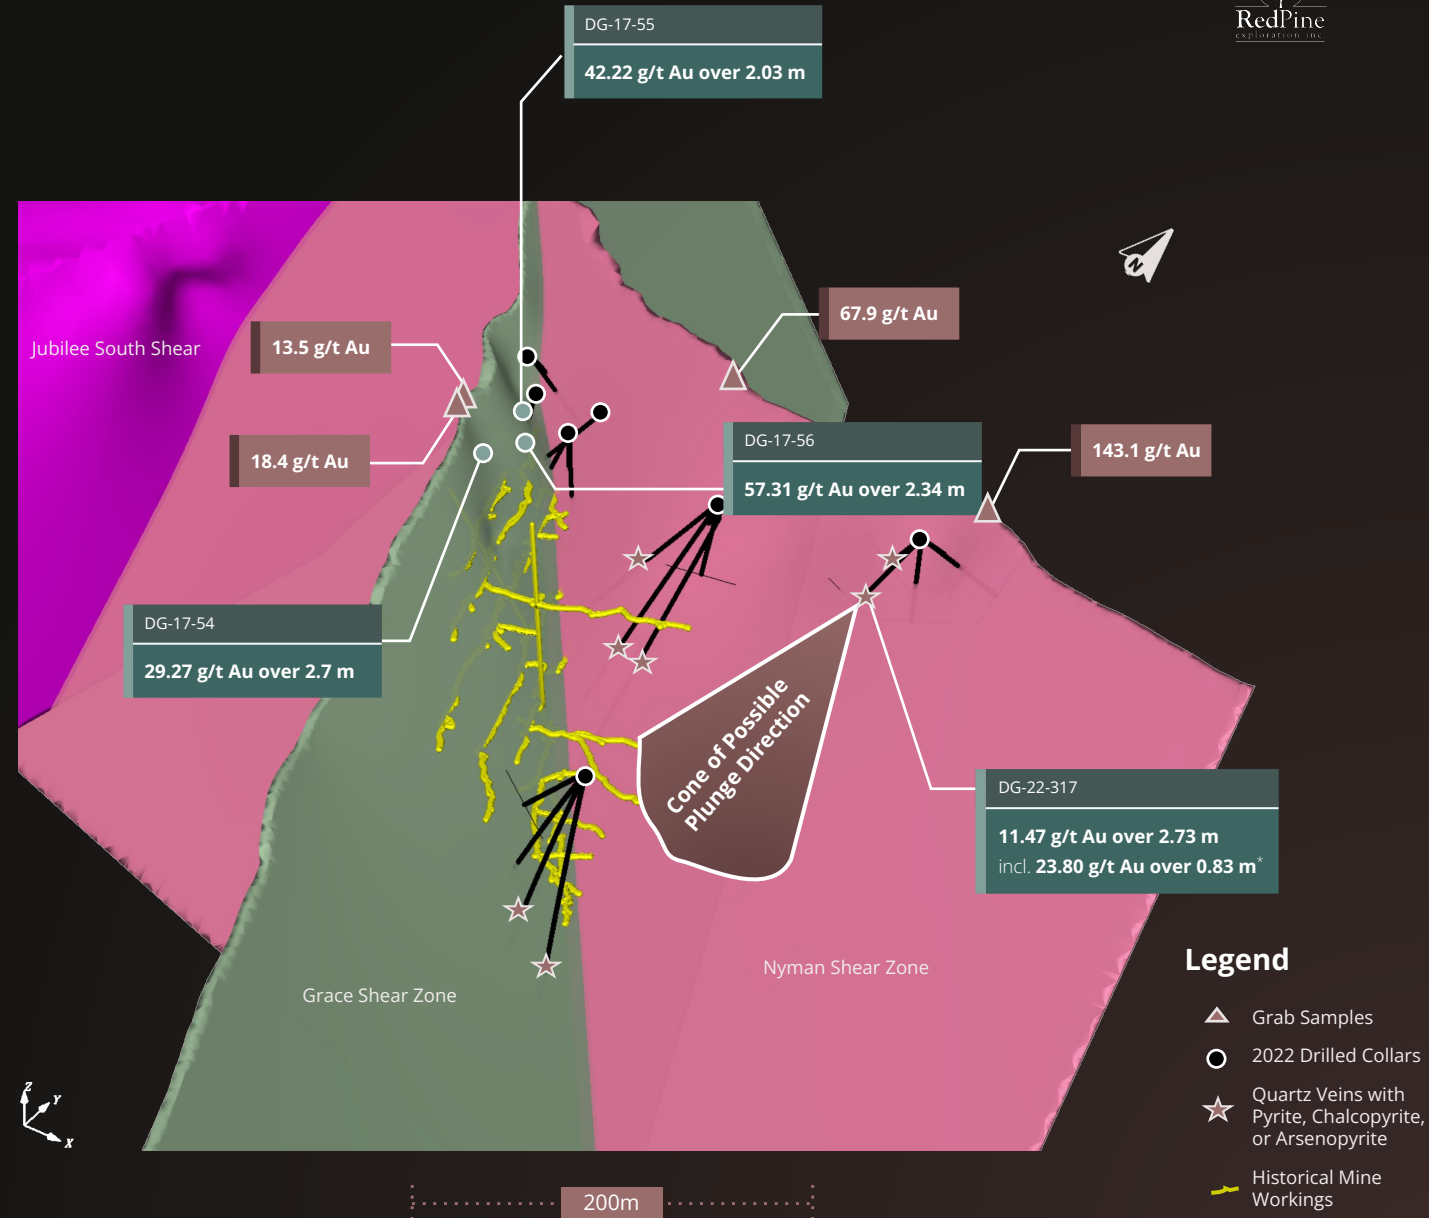 RedPine
exploration inc.
DG-17-55
42.22 g/t Au over 2.03 m
N
67.9 g/t Au
Jubilee South Shear
13.5 g/t Au
18.4 g/t Au
DG-17-56
57.31 g/t Au over 2.34 m
143.1 g/t Au
DG-17-54
29.27 g/t Au over 2.7 m
Cone of Possible
Plunge Direction
DG-22-317
11.47 g/t Au over 2.73 m
incl. 23.80 g/t Au over 0.83 m*
Nyman Shear Zone
Grace Shear Zone
Legend
Grab Samples
2022 Drilled Collars
Quartz Veins with
Pyrite, Chalcopyrite,
or Arsenopyrite
Historical Mine
Workings
Z
Y
X
200m